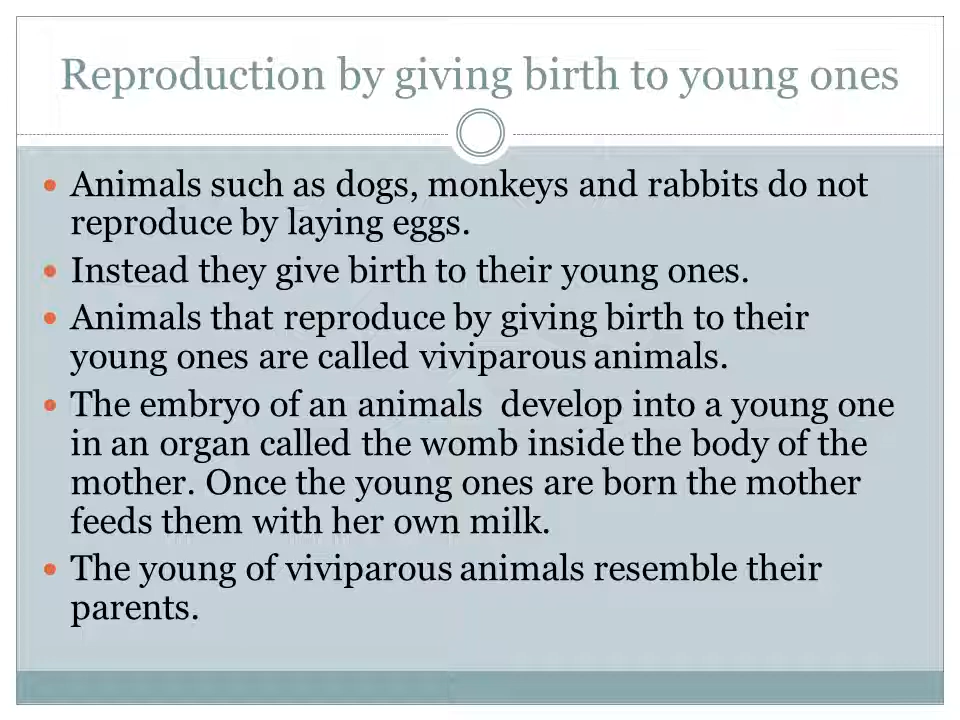 Reproduction by giving birth to young ones
Animals such as dogs, monkeys and rabbits do not
reproduce by laying eggs.
Instead they give birth to their young ones.
Animals that reproduce by giving birth to their
young ones are called viviparous animals.
The embryo of an animals develop into a young one
in an organ called the womb inside the body of the
mother. Once the young ones are born the mother
feeds them with her own milk.
The young of viviparous animals resemble their
parents.